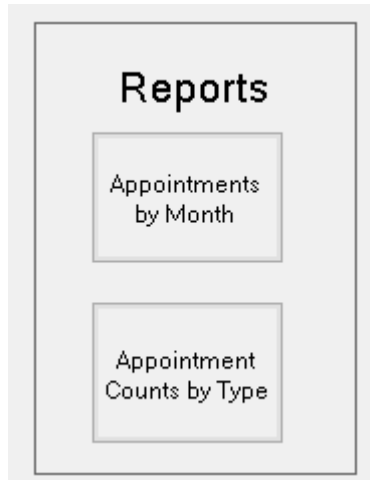 Reports
Appointments
by Month
Appointment
Counts by Type